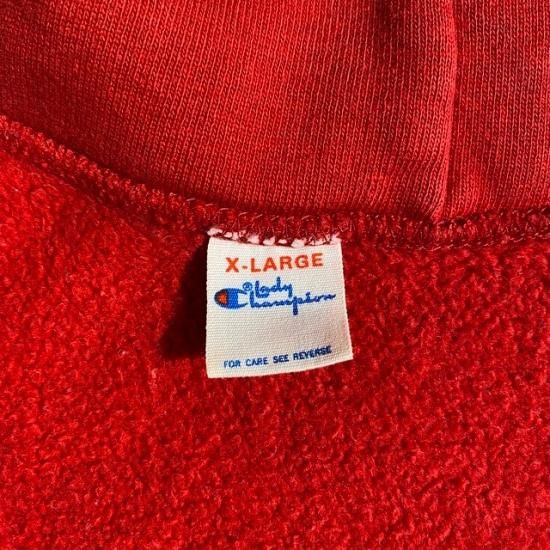 X-LARGE
®Lady
Champion
FOR CARE SEE REVERSE